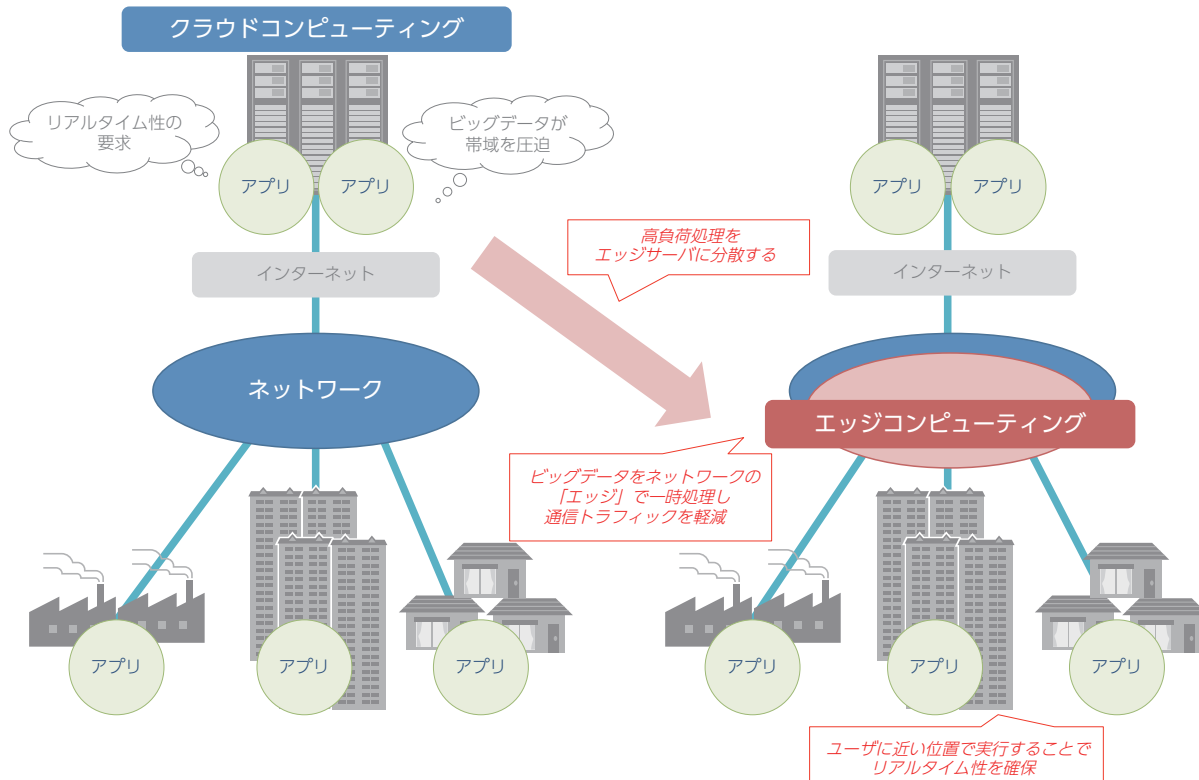 クラウドコンピューティング
リアルタイム性の
要求
ビッグデータが
帯域を圧迫
アプリ
アプリ
インターネット
ネットワーク
アプリ
アプリ
アプリ
高負荷処理を
エッジサーバに分散する
ビッグデータをネットワークの
「エッジ」で一時処理し
通信トラフィックを軽減
アプリ
アプリ
インターネット
エッジコンピューティング
アプリ
アプリ
アプリ
ユーザに近い位置で実行することで
リアルタイム性を確保